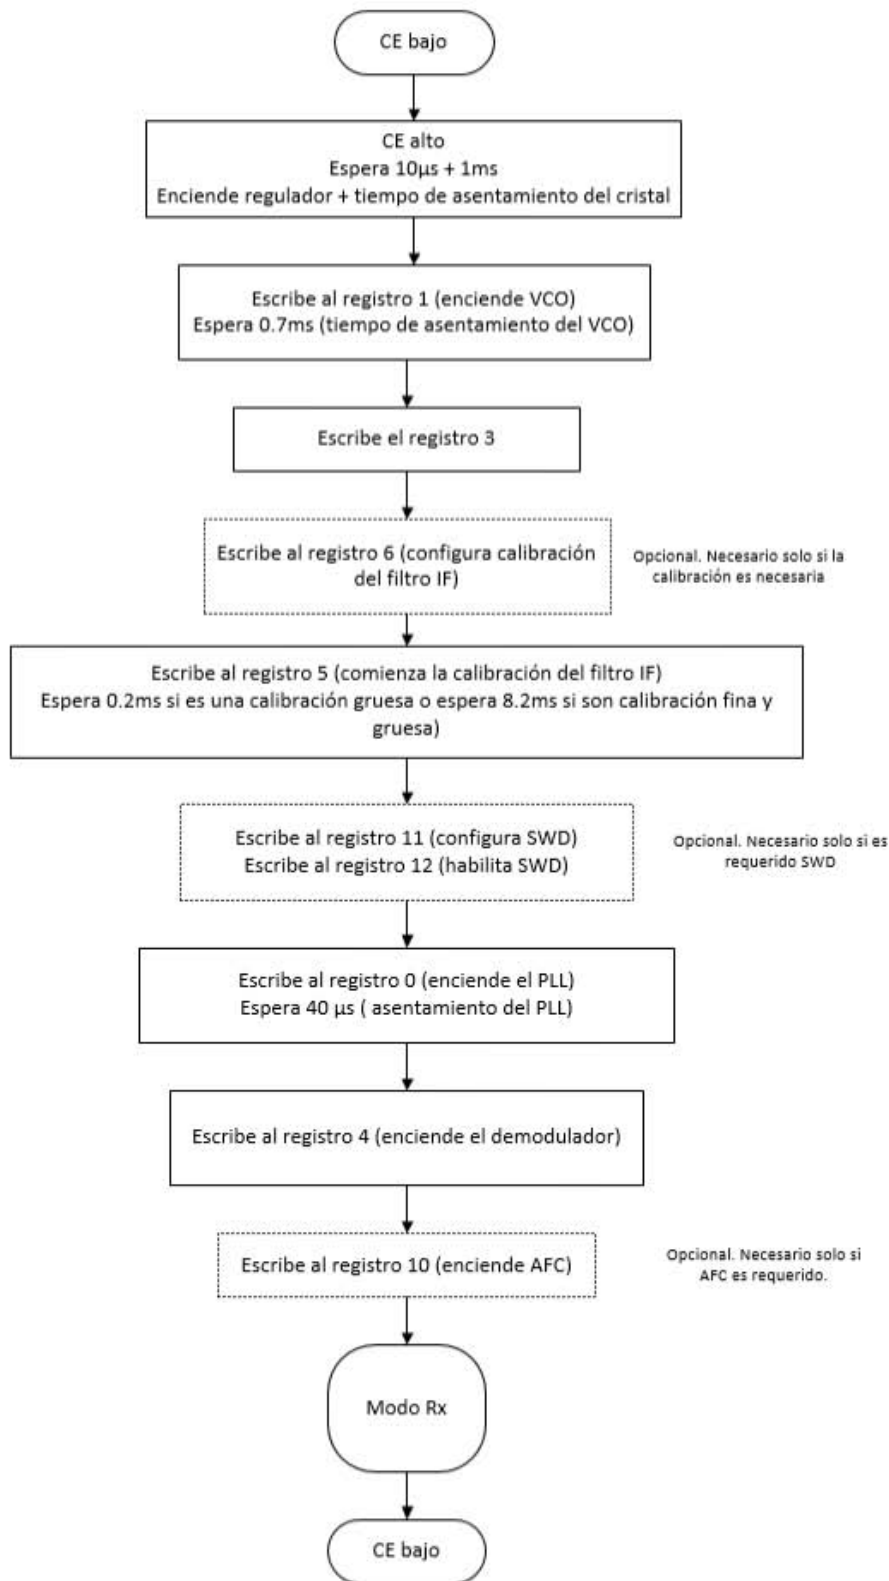 CE bajo
CE alto
Espera 10µs + 1ms
Enciende regulador + tiempo de asentamiento del cristal
Escribe al registro 1 (enciende VCO)
Espera 0.7ms (tiempo de asentamiento del VCO)
Escribe el registro 3
Escribe al registro 6 (configura calibración
del filtro IF)
Opcional. Necesario solo si la
calibración es necesaria
Escribe al registro 5 (comienza la calibración del filtro IF)
Espera 0.2ms si es una calibración gruesa o espera 8.2ms si son calibración fina y
gruesa)
Escribe al registro 11 (configura SWD)
Escribe al registro 12 (habilita SWD)
Opcional. Necesario solo si es
requerido SWD
Escribe al registro 0 (enciende el PLL)
Espera 40 µs ( asentamiento del PLL)
Escribe al registro 4 (enciende el demodulador)
Escribe al registro 10 (enciende AFC)
Opcional. Necesario solo si
AFC es requerido.
Modo Rx
CE bajo